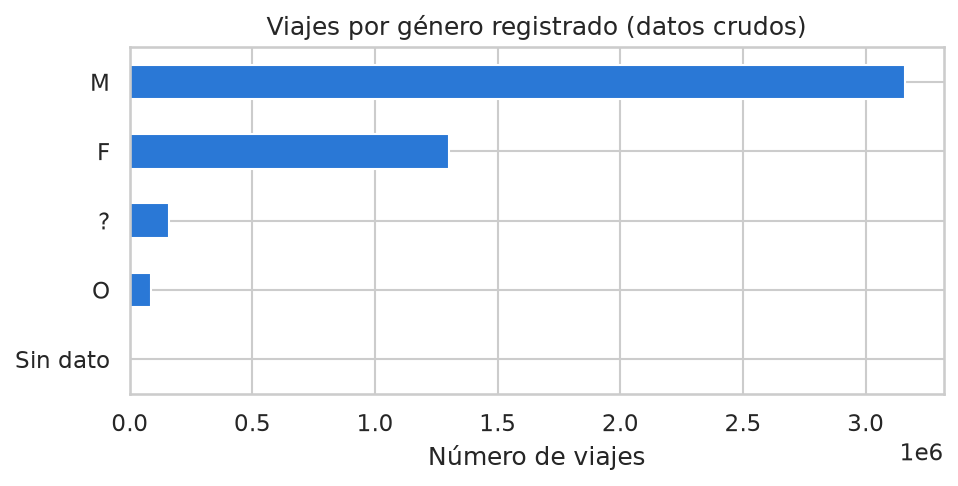 Viajes por género registrado (datos crudos)
M
F
?
O
Sin dato
0.0 0.5 1.0 1.5 2.0 2.5 3.0
1e6
Número de viajes